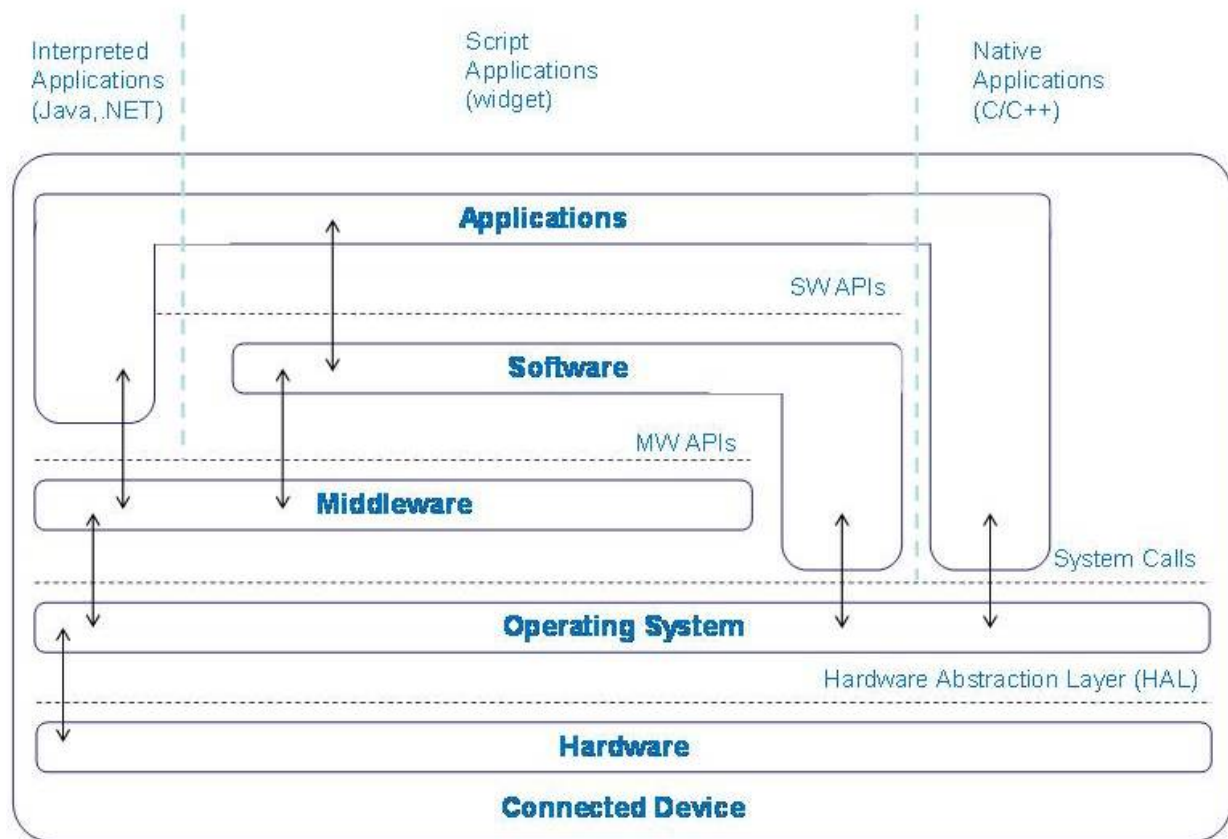 Interpreted
Applications
(Java, .NET)
Script
Applications
(widget)
Native
Applications
(C/C++)
Applications
SW APIs
Software
MW APIs
Middleware
System Calls
Operating System
Hardware Abstraction Layer (HAL)
Hardware
Connected Device